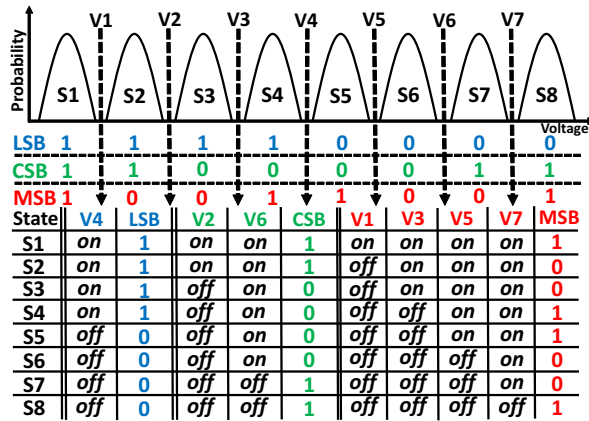 V1 V2 V3 V4 V5 V6 V7
Probability
S1 S2 S3 S4 S5 S6 S7 S8
Voltage
LSB 1 1 1 1 0 0 0 0
CSB 1 1 0 0 0 0 1 1
MSB 1 0 0 1 1 0 0 1
State V4 LSB V2 V6 CSB V1 V3 V5 V7 MSB
S1 on 1 on on 1 on on on on 1
S2 on 1 on on 1 off on on on 0
S3 on 1 off on 0 off on on on 0
S4 on 1 off on 0 off off on on 1
S5 off 0 off on 0 off off on on 1
S6 off 0 off on 0 off off off on 0
S7 off 0 off off 1 off off off on 0
S8 off 0 off off 1 off off off off 1